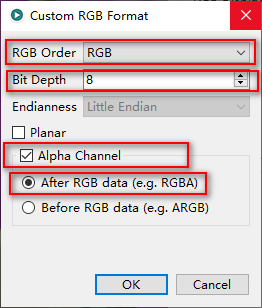 Custom RGB Format
RGB Order RGB
Bit Depth 8
Endianness Little Endian
Planar
Alpha Channel
After RGB data (e.g. RGBA)
Before RGB data (e.g. ARGB)
OK Cancel